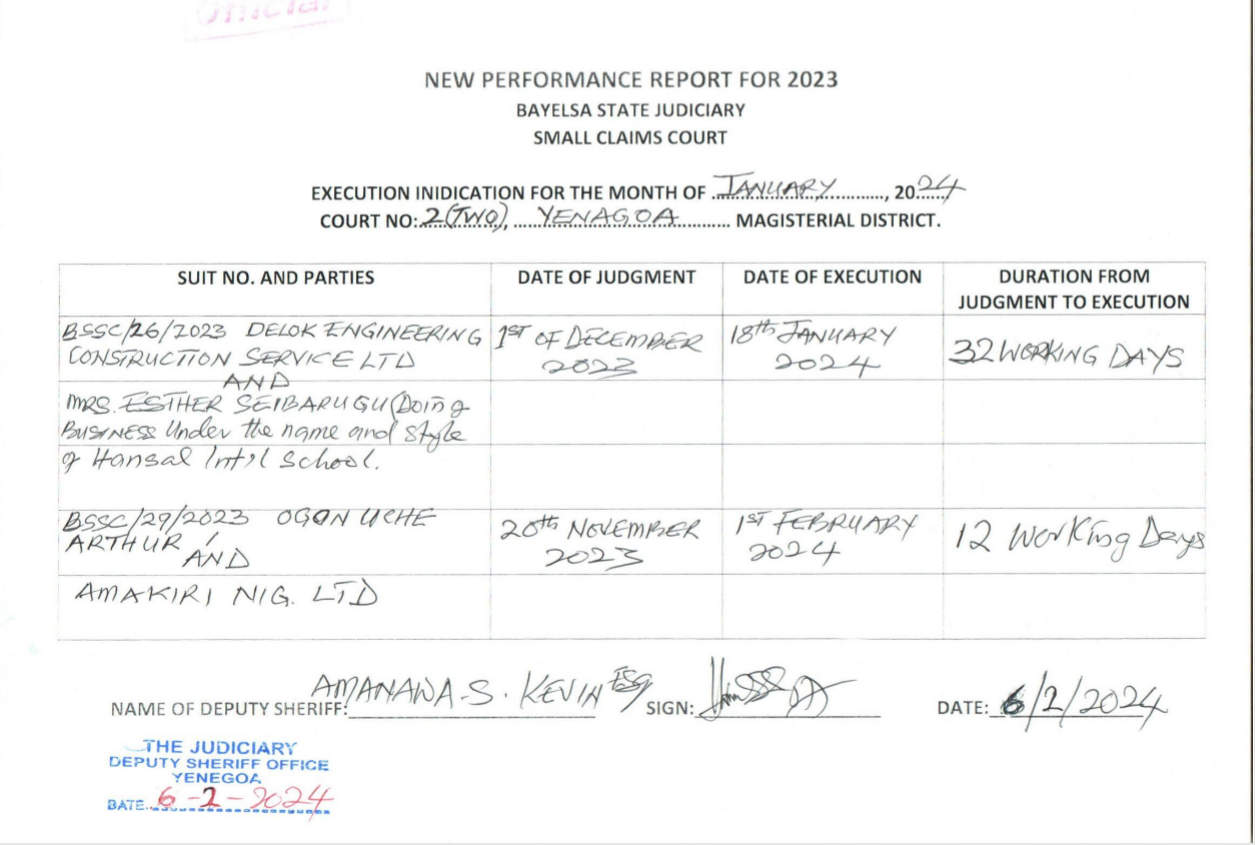 Official
NEW PERFORMANCE REPORT FOR 2023
BAYELSA STATE JUDICIARY
SMALL CLAIMS COURT
EXECUTION INIDICATION FOR THE MONTH OF JANUARY, 2024
COURT NO: 2(TWO), YENAGOA MAGISTERIAL DISTRICT.
SUIT NO. AND PARTIES DATE OF JUDGMENT DATE OF EXECUTION DURATION FROM
JUDGMENT TO EXECUTION
BSSC/26/2023 DELOK ENGINEERING 1ST OF DECEMBER 18th JANUARY 32 WORKING DAYS
CONSTRUCTION SERVICE LTD 2023 2024
AND
MRS. ESTHER SEIBARUGU (Doing
BUSINESS Under the name and style
of Hansal Int'l School.
BSSC/29/2023 OGON UCHE 20th NOVEMBER 1ST FEBRUARY 12 Working Days
ARTHUR 2023 2024
AND
AMAKIRI NIG. LTD
NAME OF DEPUTY SHERIFF: AMANAWA-S. KEVIN ESQ SIGN: DATE: 6/2/2024
THE JUDICIARY
DEPUTY SHERIFF OFFICE
YENEGOA
DATE. 6-2-2024